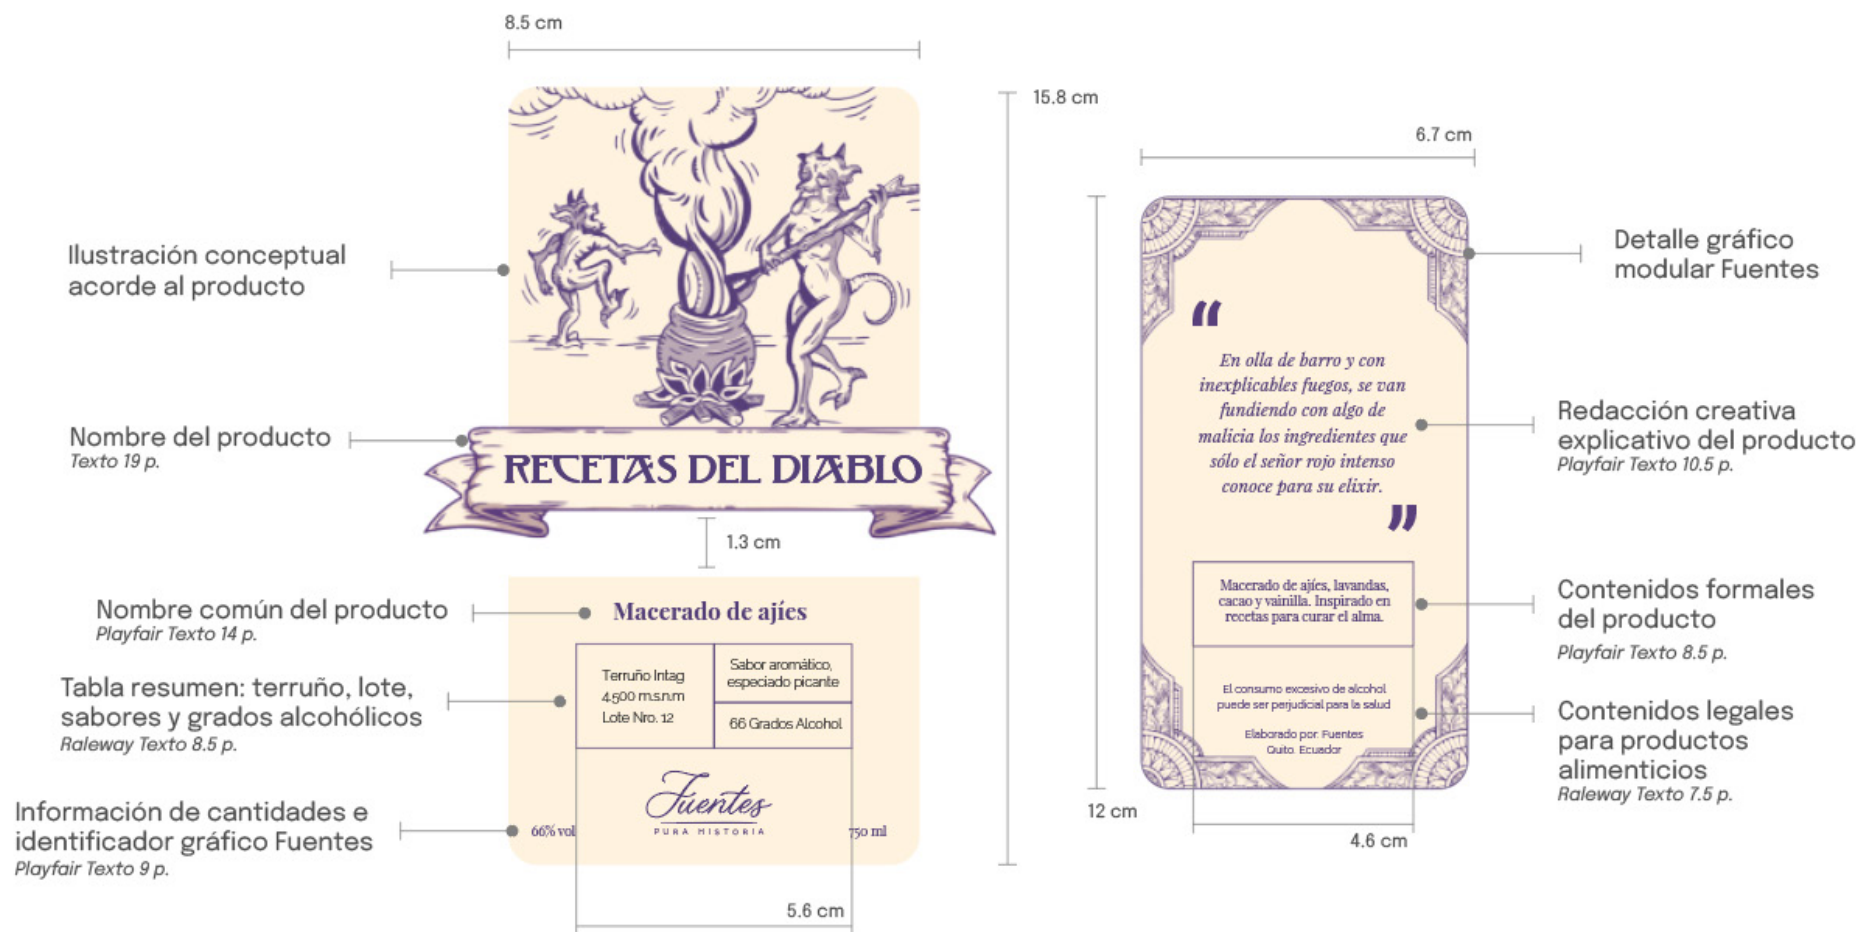 8.5 cm
15.8 cm
Ilustración conceptual
acorde al producto
Nombre del producto
Texto 19 p.
RECETAS DEL DIABLO
1.3 cm
Nombre común del producto
Playfair Texto 14 p.
Macerado de ajíes
Tabla resumen: terruño, lote,
sabores y grados alcohólicos
Raleway Texto 8.5 p.
Terruño Intag
4,500 m.s.n.m
Lote Nro. 12
Sabor aromático,
especiado picante
66 Grados Alcohol
Información de cantidades e
identificador gráfico Fuentes
Playfair Texto 9 p.
66% vol
Fuentes
PURA HISTORIA
750 ml
5.6 cm
6.7 cm
Detalle gráfico
modular Fuentes
“
En olla de barro y con
inexplicables fuegos, se van
fundiendo con algo de
malicia los ingredientes que
sólo el señor rojo intenso
conoce para su elixir.
”
Redacción creativa
explicativo del producto
Playfair Texto 10.5 p.
Macerado de ajíes, lavandas,
cacao y vainilla. Inspirado en
recetas para curar el alma.
Contenidos formales
del producto
Playfair Texto 8.5 p.
El consumo excesivo de alcohol
puede ser perjudicial para la salud
Elaborado por: Fuentes
Quito. Ecuador
Contenidos legales
para productos
alimenticios
Raleway Texto 7.5 p.
12 cm
4.6 cm